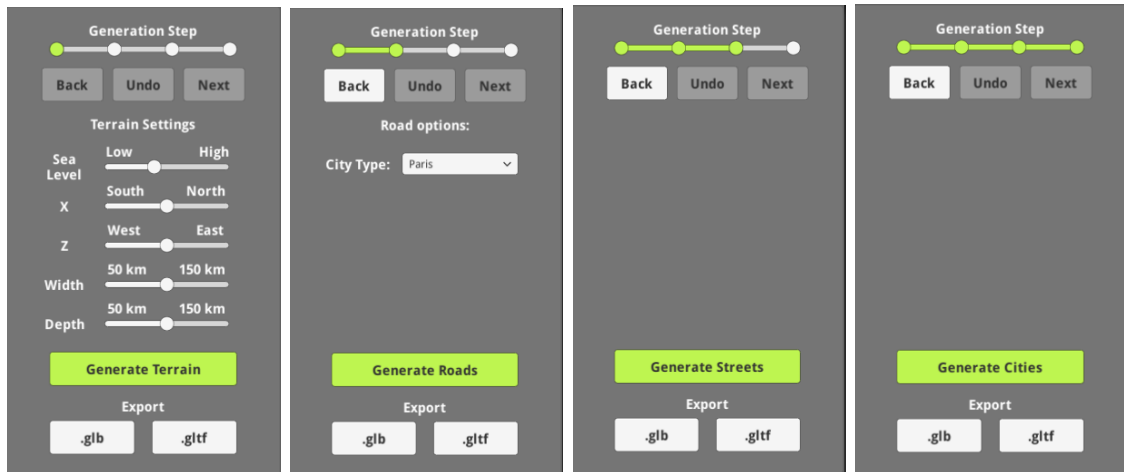 Generation Step
Back Undo Next
Terrain Settings
Low High
Sea
Level
South North
X
West East
Z
50 km 150 km
Width
50 km 150 km
Depth
Generate Terrain
Export
.glb .gltf
Generation Step
Back Undo Next
Road options:
City Type: Paris
Generate Roads
Export
.glb .gltf
Generation Step
Back Undo Next
Generate Streets
Export
.glb .gltf
Generation Step
Back Undo Next
Generate Cities
Export
.glb .gltf